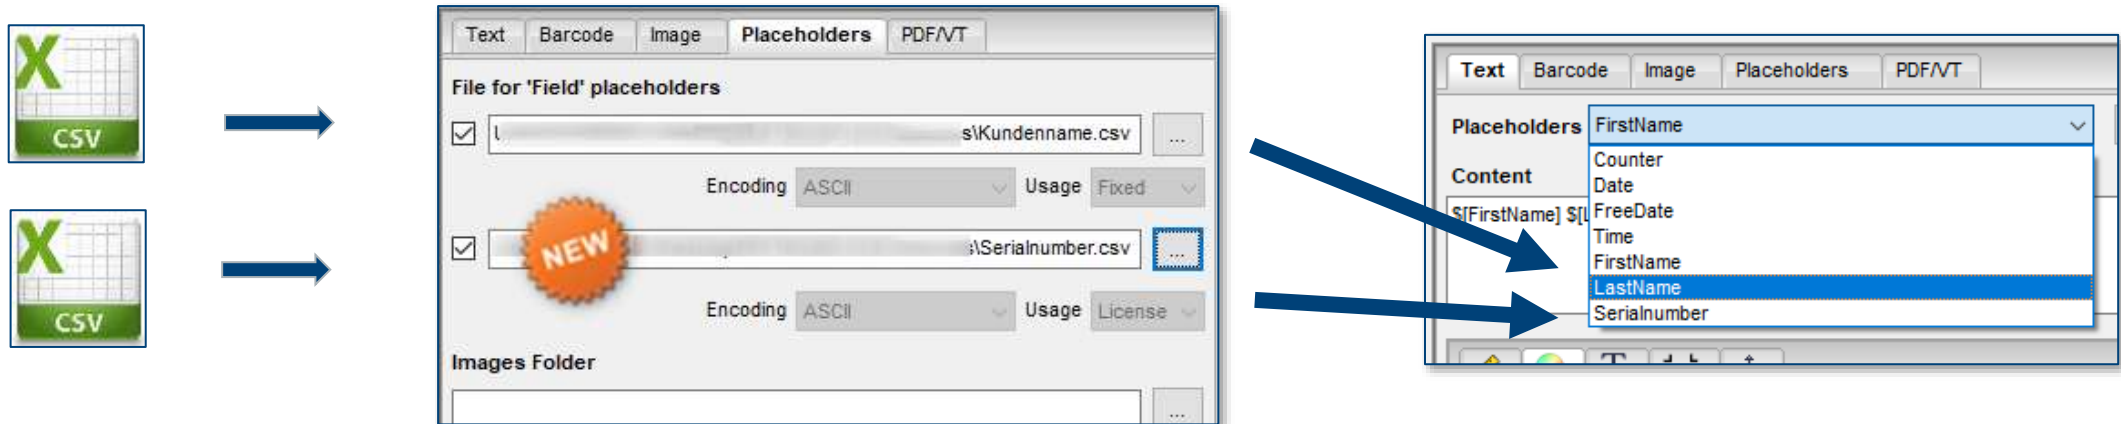 CSV
CSV
Text Barcode Image Placeholders PDF/VT
File for 'Field' placeholders
s\Kundenname.csv ...
Encoding ASCII Usage Fixed
NEW
s\Serialnumber.csv ...
Encoding ASCII Usage License
Images Folder
...
Text Barcode Image Placeholders PDF/VT
Placeholders FirstName
Content
$[FirstName] $[L
Counter
Date
FreeDate
Time
FirstName
LastName
Serialnumber